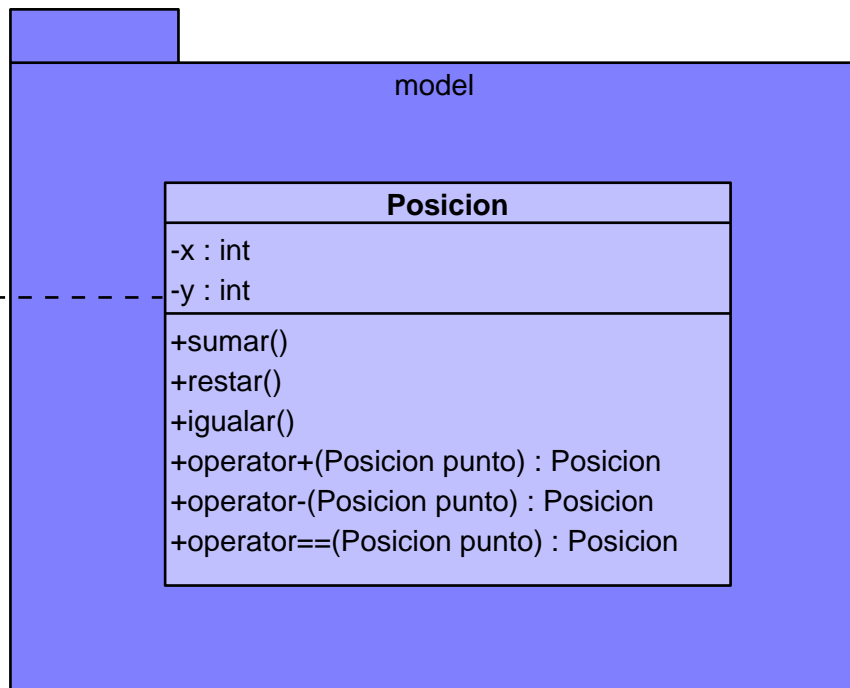 model
Posicion
-x : int
-y : int
+sumar()
+restar()
+igualar()
+operator+(Posicion punto) : Posicion
+operator-(Posicion punto) : Posicion
+operator==(Posicion punto) : Posicion